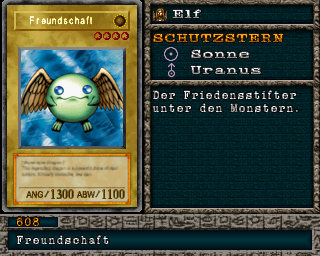 Freundschaft
ANG/1300 ABW/1100
Elf
SCHUTZSTERN
Sonne
Uranus
Der Friedensstifter
unter den Monstern.
608
Freundschaft